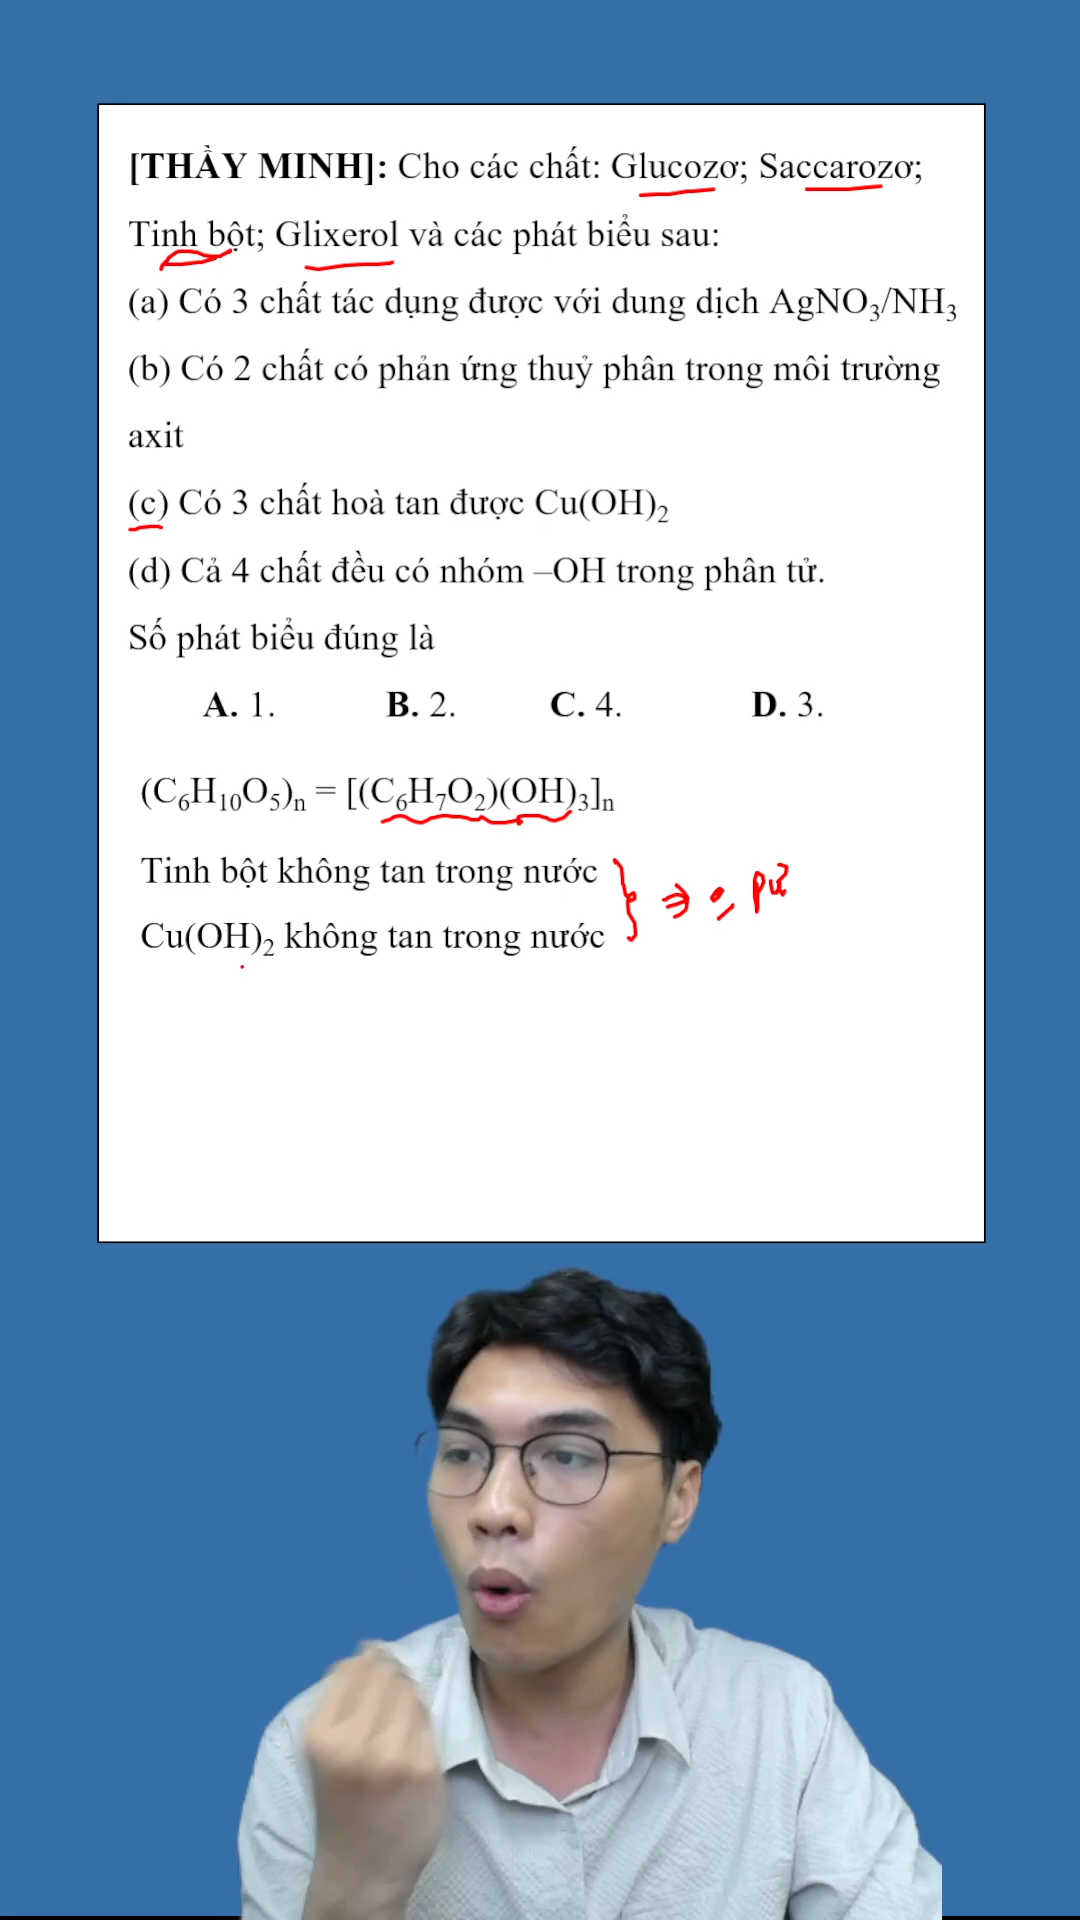 [THẦY MINH]: Cho các chất: Glucozơ; Saccarozơ;
Tinh bột; Glixerol và các phát biểu sau:
(a) Có 3 chất tác dụng được với dung dịch AgNO₃/NH₃
(b) Có 2 chất có phản ứng thuỷ phân trong môi trường
axit
(c) Có 3 chất hoà tan được Cu(OH)₂
(d) Cả 4 chất đều có nhóm –OH trong phân tử.
Số phát biểu đúng là
A. 1. B. 2. C. 4. D. 3.
(C₆H₁₀O₅)ₙ = [(C₆H₇O₂)(OH)₃]ₙ
Tinh bột không tan trong nước
Cu(OH)₂ không tan trong nước
⇒ pư